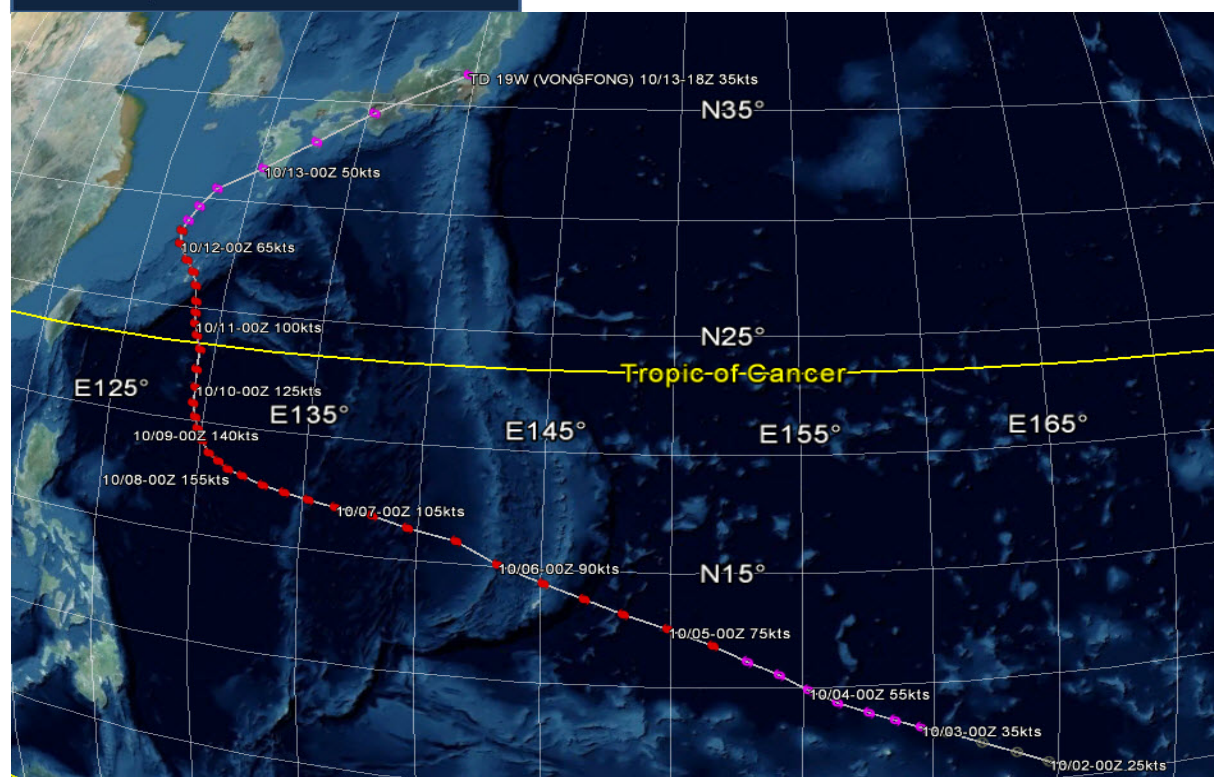 TD 19W (VONGFONG) 10/13-18Z 35kts
N35°
10/13-00Z 50kts
10/12-00Z 65kts
10/11-00Z 100kts
N25°
Tropic of Cancer
E125°
10/10-00Z 125kts
E135°
E145°
E155°
E165°
10/09-00Z 140kts
10/08-00Z 155kts
10/07-00Z 105kts
10/06-00Z 90kts
N15°
10/05-00Z 75kts
10/04-00Z 55kts
10/03-00Z 35kts
10/02-00Z 25kts